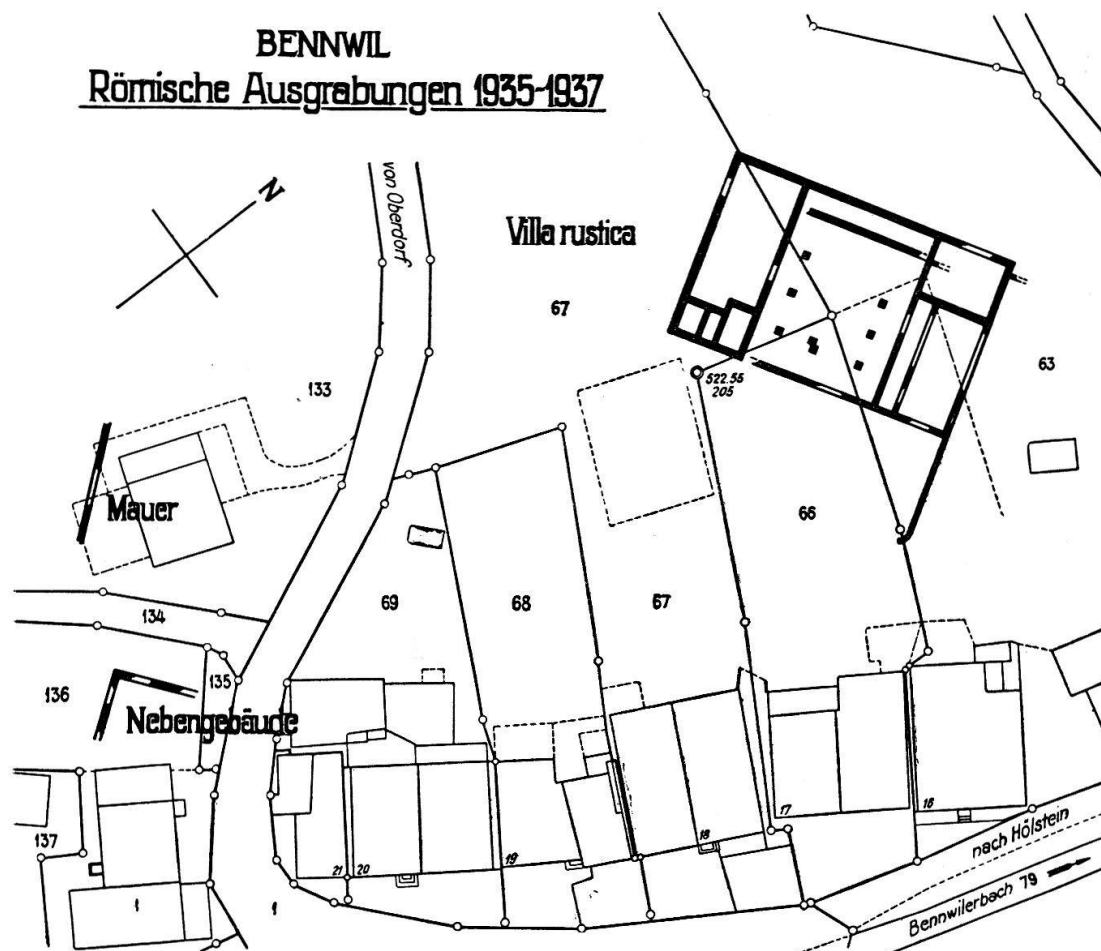 BENNWIL
Römische Ausgrabungen 1935-1937
N
von Oberdorf
Villa rustica
67
63
133
522.55
205
Mauer
66
69
68
67
134
136
135
Nebengebäude
137
21
20
19
18
17
16
1
1
nach Hölstein
Bennwilerbach 79